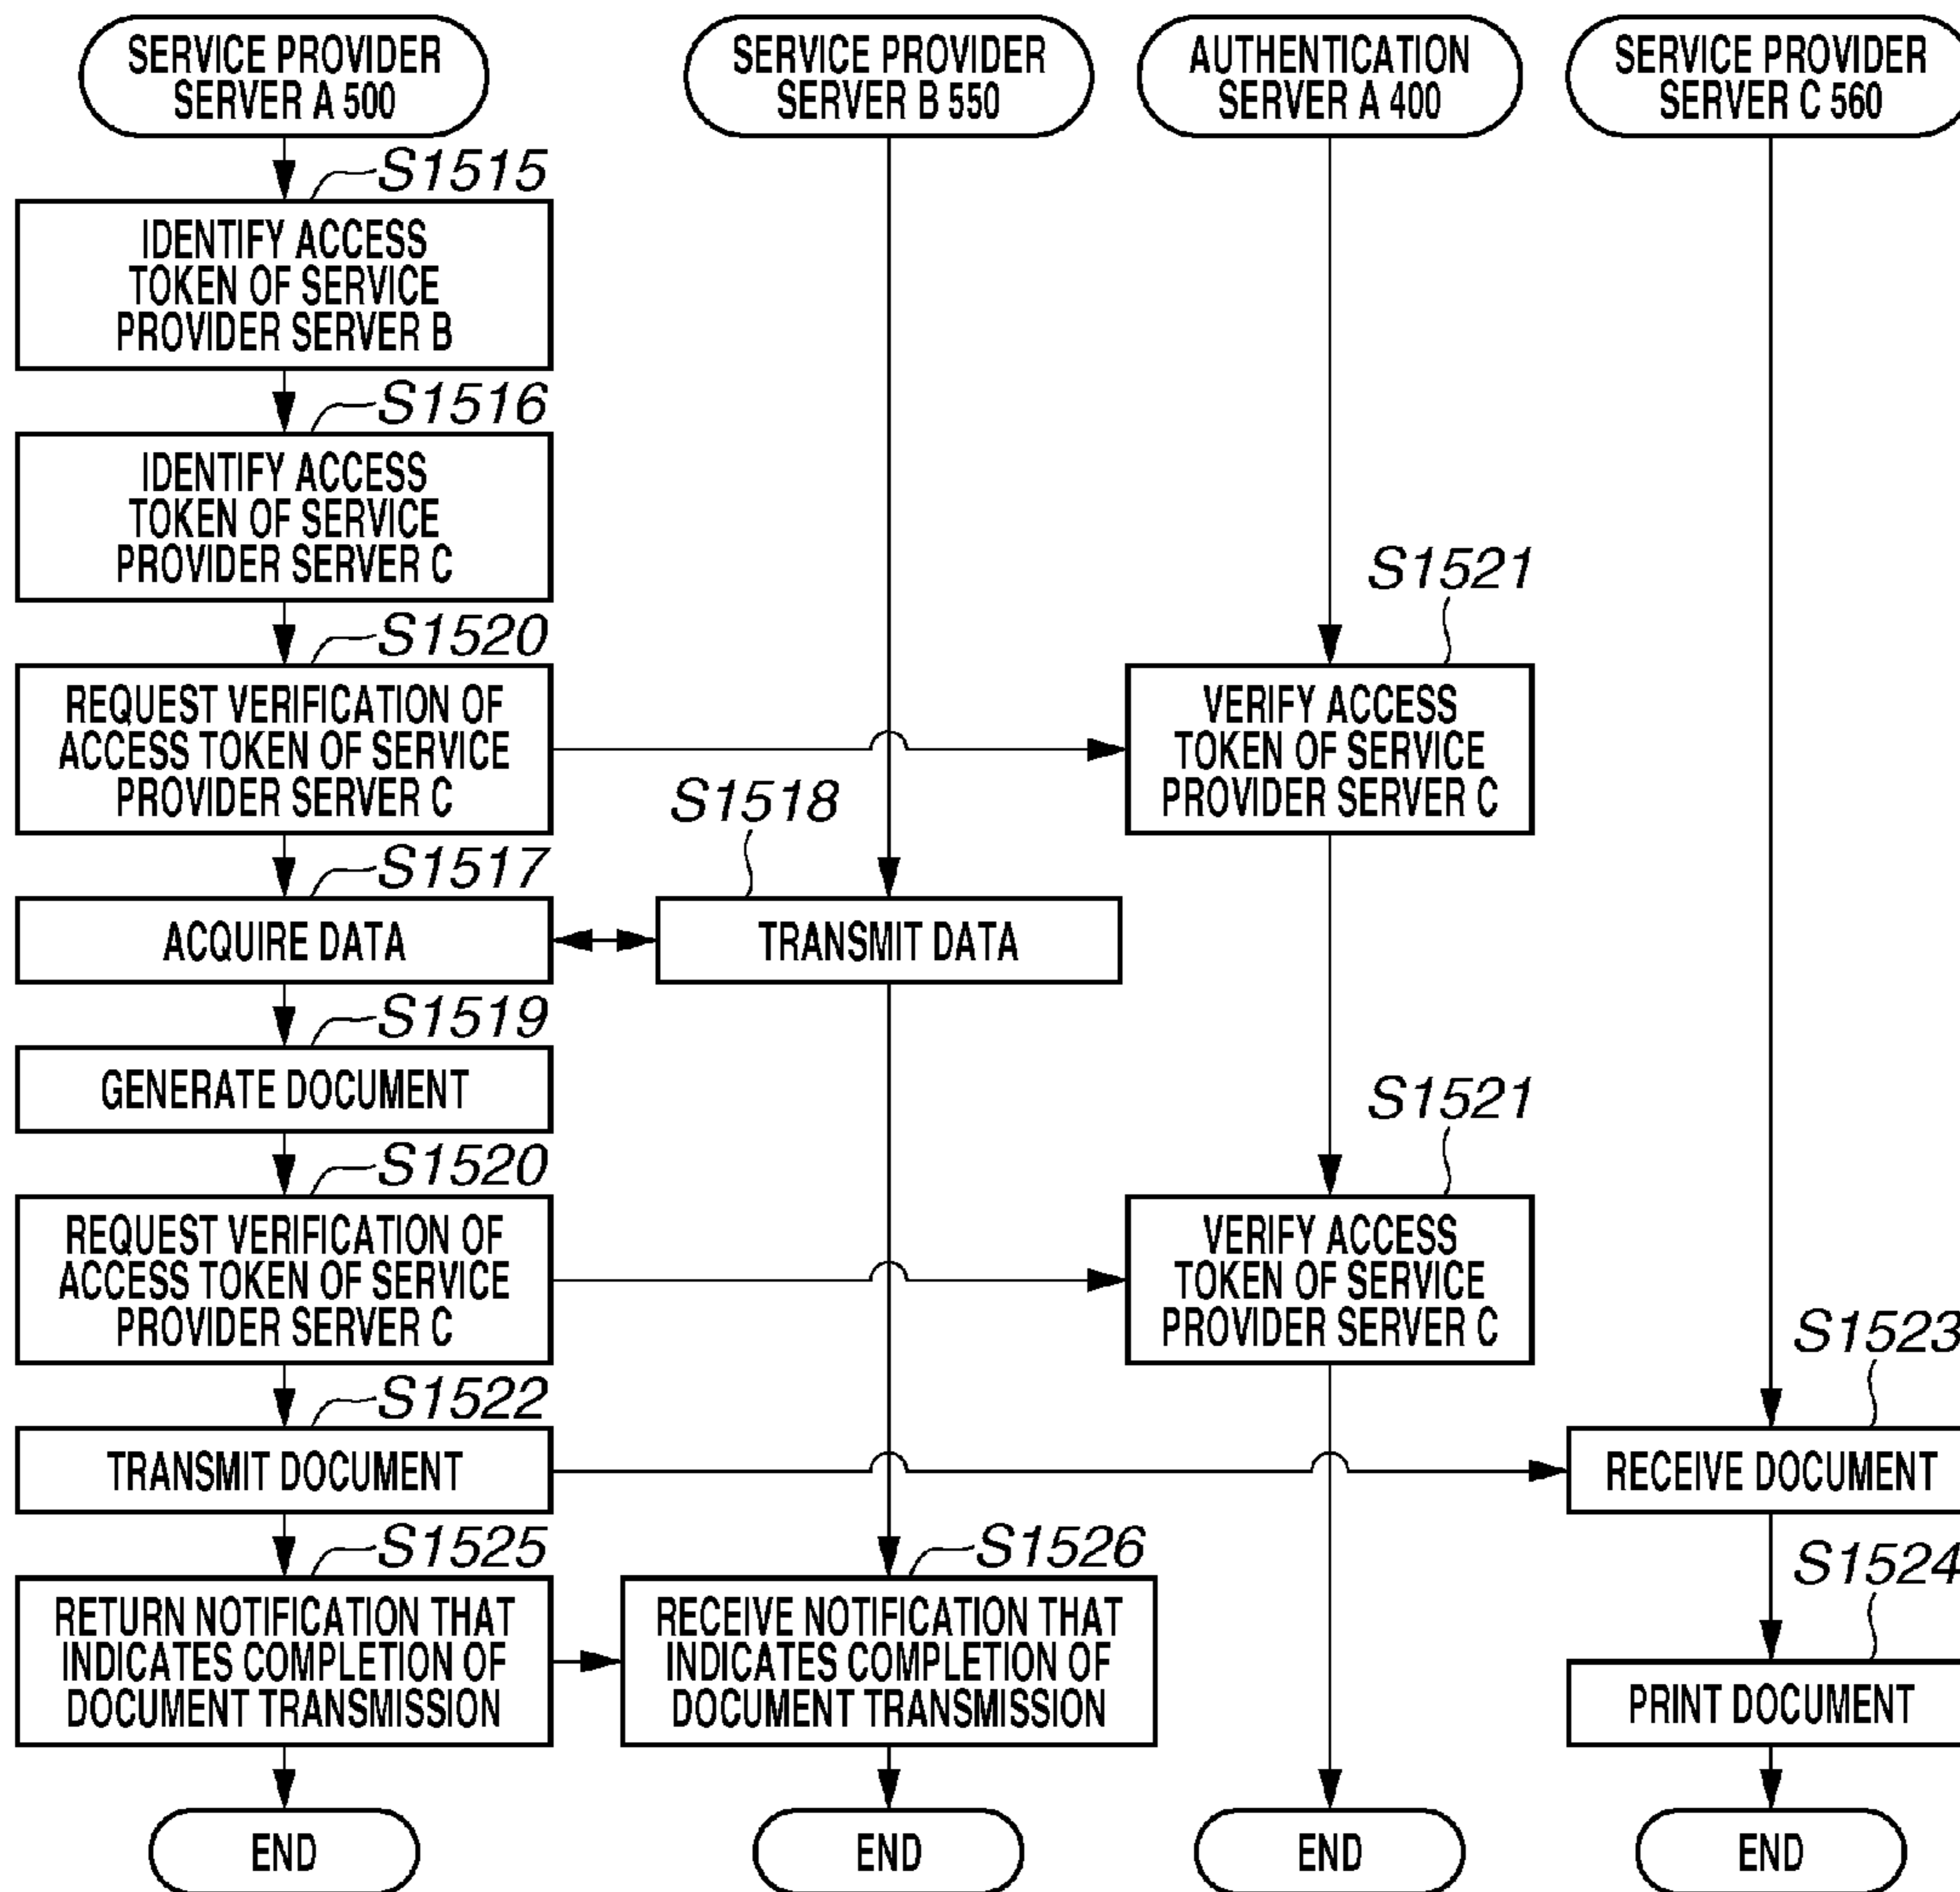 SERVICE PROVIDER
SERVER A 500
SERVICE PROVIDER
SERVER B 550
AUTHENTICATION
SERVER A 400
SERVICE PROVIDER
SERVER C 560
S1515
IDENTIFY ACCESS
TOKEN OF SERVICE
PROVIDER SERVER B
S1516
IDENTIFY ACCESS
TOKEN OF SERVICE
PROVIDER SERVER C
S1520
REQUEST VERIFICATION OF
ACCESS TOKEN OF SERVICE
PROVIDER SERVER C
S1521
VERIFY ACCESS
TOKEN OF SERVICE
PROVIDER SERVER C
S1517
ACQUIRE DATA
S1518
TRANSMIT DATA
S1519
GENERATE DOCUMENT
S1520
REQUEST VERIFICATION OF
ACCESS TOKEN OF SERVICE
PROVIDER SERVER C
S1521
VERIFY ACCESS
TOKEN OF SERVICE
PROVIDER SERVER C
S1522
TRANSMIT DOCUMENT
S1523
RECEIVE DOCUMENT
S1525
RETURN NOTIFICATION THAT
INDICATES COMPLETION OF
DOCUMENT TRANSMISSION
S1526
RECEIVE NOTIFICATION THAT
INDICATES COMPLETION OF
DOCUMENT TRANSMISSION
S1524
PRINT DOCUMENT
END
END
END
END